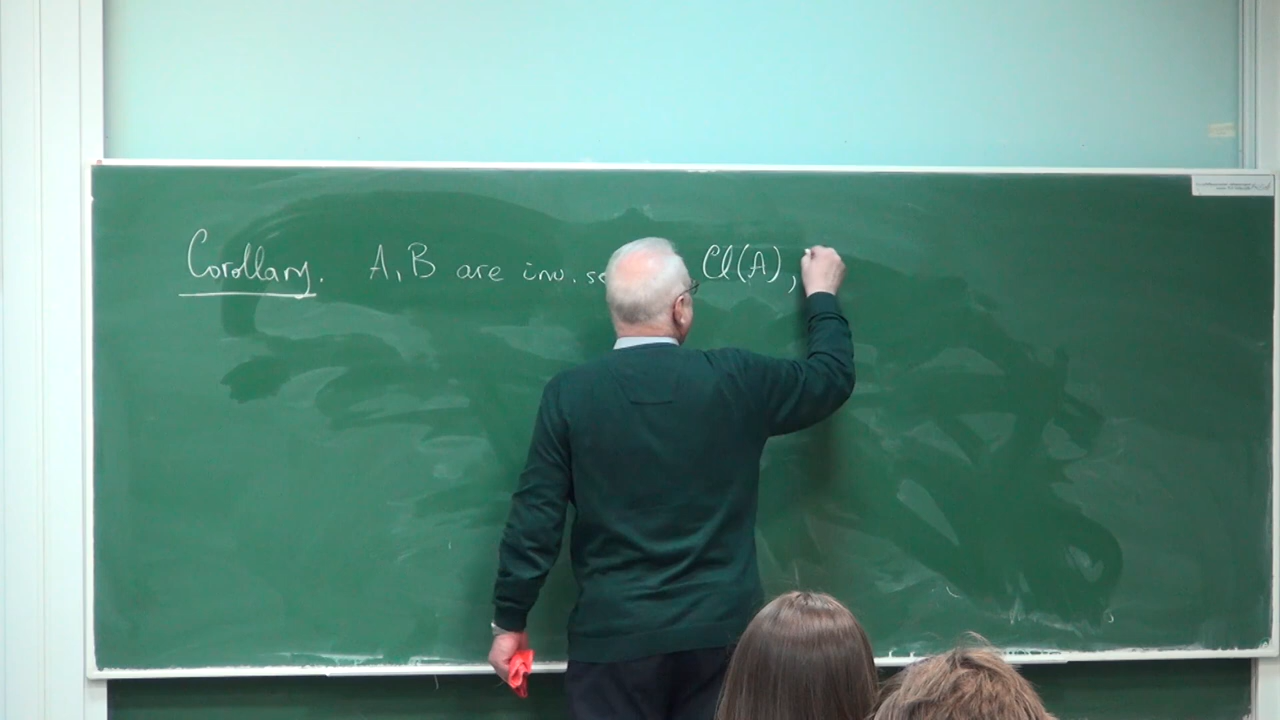 Corollary. A, B are inv. Cl(A),